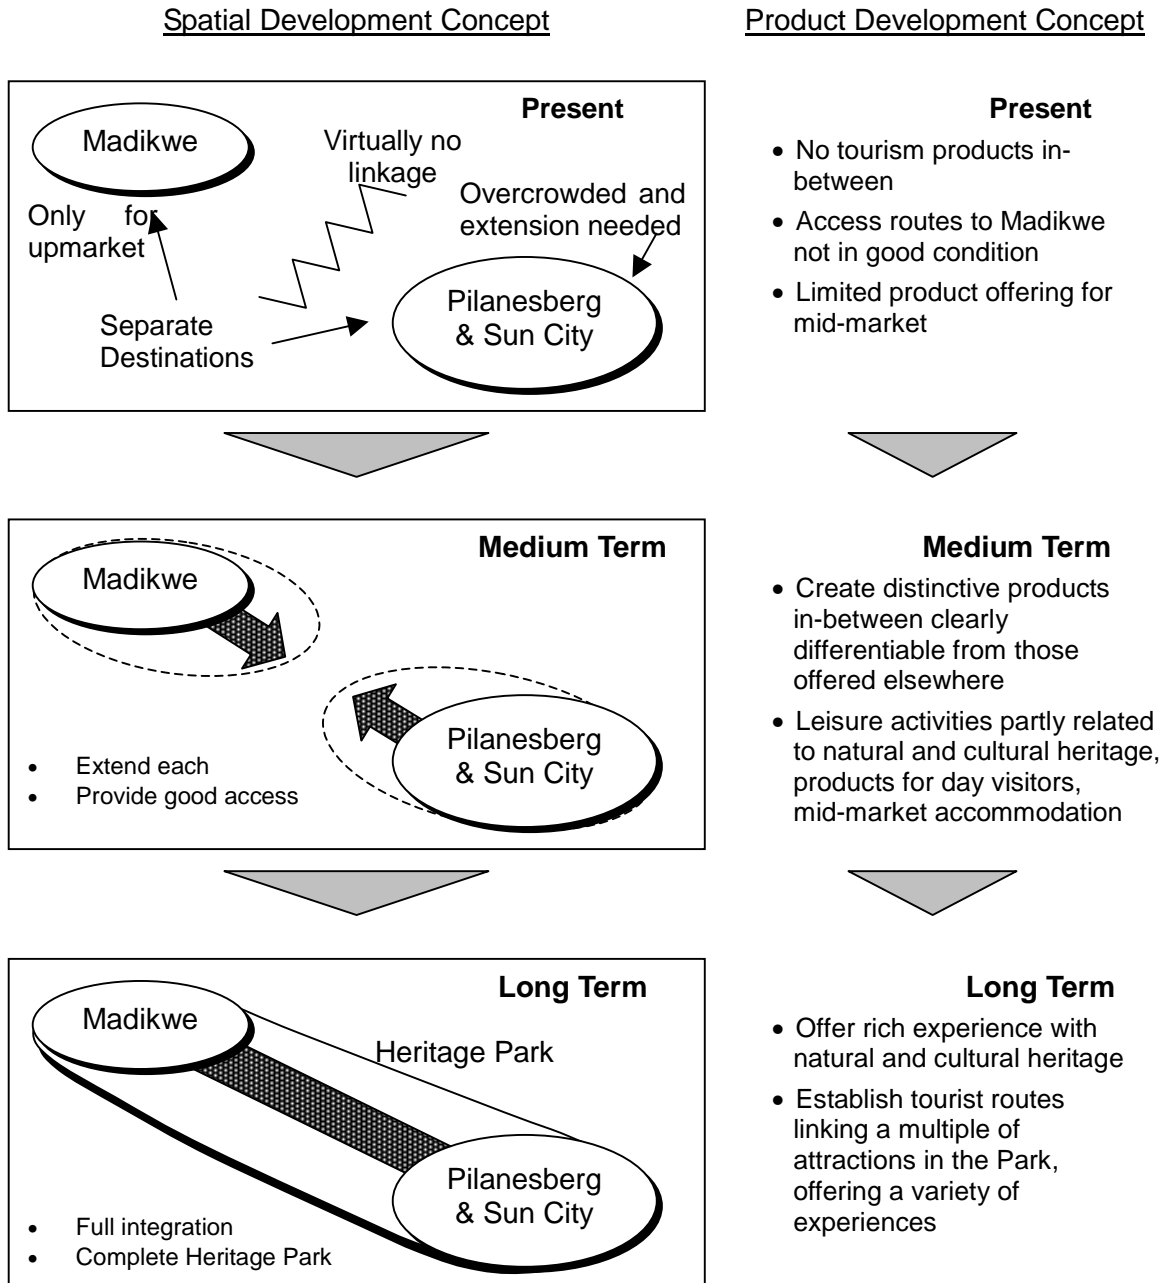 Spatial Development Concept
Product Development Concept
Present
Madikwe
Virtually no
linkage
Overcrowded and
extension needed
Only for
upmarket
Separate
Destinations
Pilanesberg
& Sun City
Present
• No tourism products in-
between
• Access routes to Madikwe
not in good condition
• Limited product offering for
mid-market
Medium Term
Madikwe
Pilanesberg
& Sun City
• Extend each
• Provide good access
Medium Term
• Create distinctive products
in-between clearly
differentiable from those
offered elsewhere
• Leisure activities partly related
to natural and cultural heritage,
products for day visitors,
mid-market accommodation
Long Term
Madikwe
Heritage Park
Pilanesberg
& Sun City
• Full integration
• Complete Heritage Park
Long Term
• Offer rich experience with
natural and cultural heritage
• Establish tourist routes
linking a multiple of
attractions in the Park,
offering a variety of
experiences